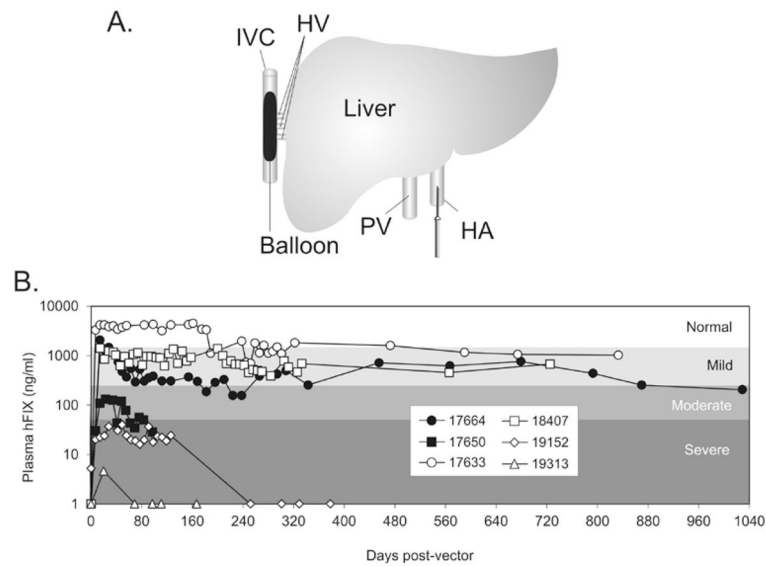 A.
IVC
HV
Liver
Balloon
PV
HA
B.
Plasma hFIX (ng/ml)
10000
1000
100
10
1
Normal
Mild
Moderate
Severe
17664
18407
17650
19152
17633
19313
0 80 160 240 320 400 480 560 640 720 800 880 960 1040
Days post-vector